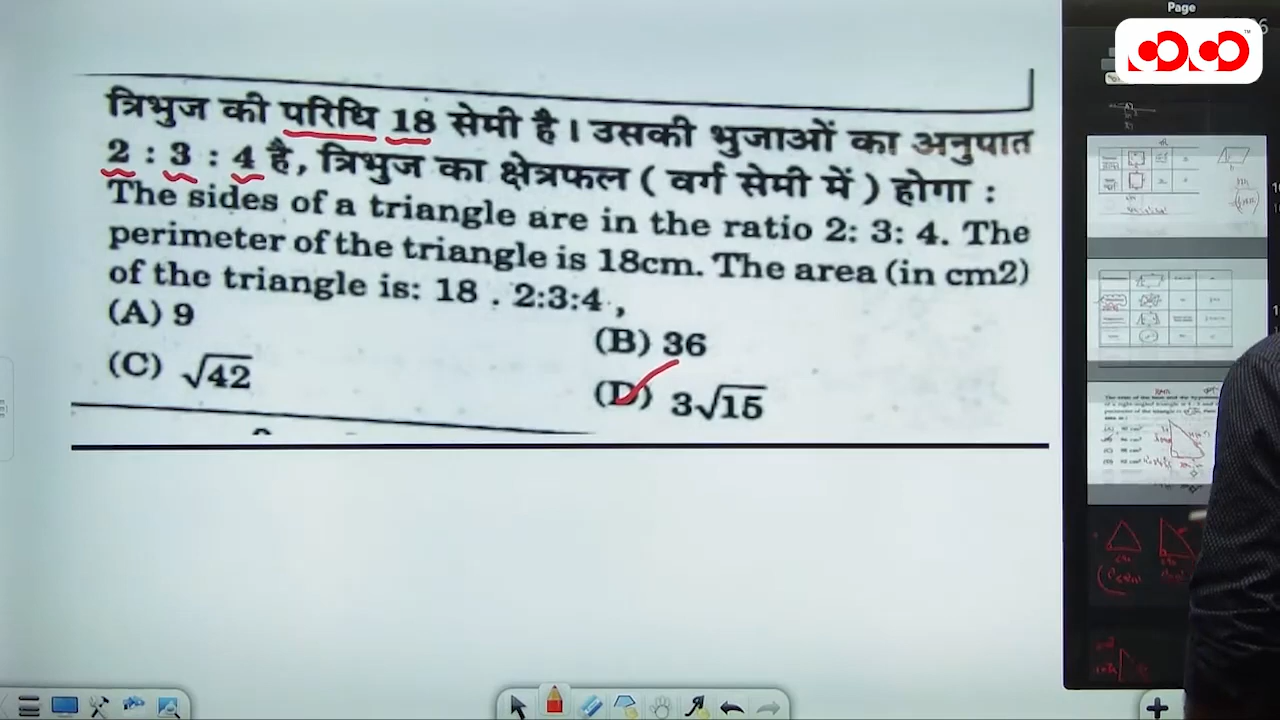 Page
त्रिभुज की परिधि 18 सेमी है। उसकी भुजाओं का अनुपात
2 : 3 : 4 है, त्रिभुज का क्षेत्रफल ( वर्ग सेमी में ) होगा :
The sides of a triangle are in the ratio 2: 3: 4. The
perimeter of the triangle is 18cm. The area (in cm2)
of the triangle is: 18 . 2:3:4 ,
(A) 9
(B) 36
(C) √42
(D) 3√15